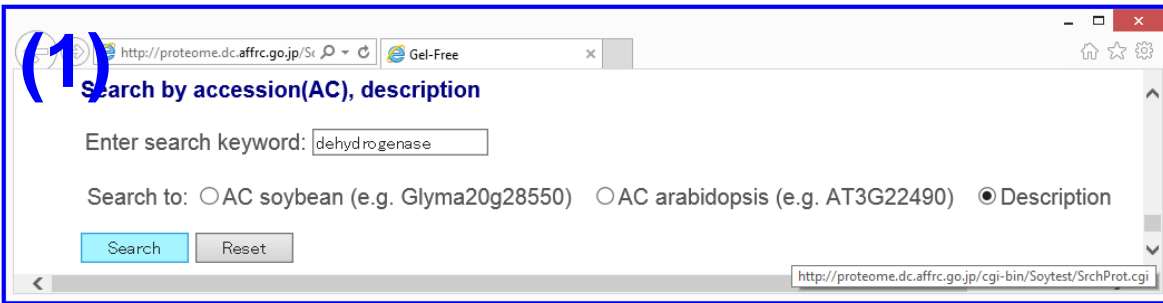 (1)
http://proteome.dc.affrc.go.jp/Sc
Gel-Free
Search by accession(AC), description
Enter search keyword: dehydrogenase
Search to: AC soybean (e.g. Glyma20g28550) AC arabidopsis (e.g. AT3G22490) Description
Search Reset
http://proteome.dc.affrc.go.jp/cgi-bin/Soytest/SrchProt.cgi